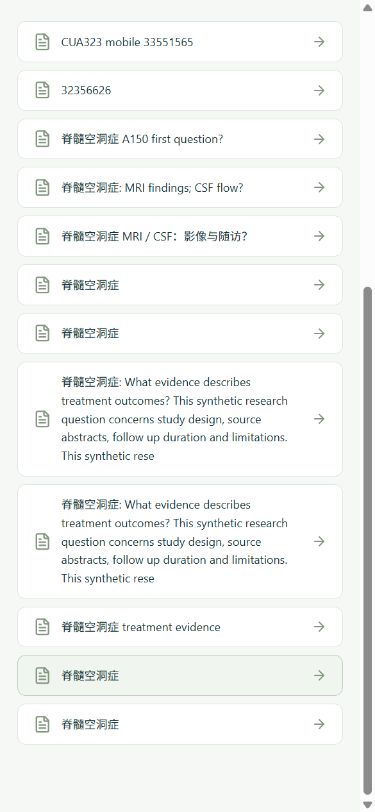 CUA323 mobile 33551565
32356626
脊髓空洞症 A150 first question?
脊髓空洞症: MRI findings; CSF flow?
脊髓空洞症 MRI / CSF：影像与随访？
脊髓空洞症
脊髓空洞症
脊髓空洞症: What evidence describes
treatment outcomes? This synthetic research
question concerns study design, source
abstracts, follow up duration and limitations.
This synthetic rese
脊髓空洞症: What evidence describes
treatment outcomes? This synthetic research
question concerns study design, source
abstracts, follow up duration and limitations.
This synthetic rese
脊髓空洞症 treatment evidence
脊髓空洞症
脊髓空洞症